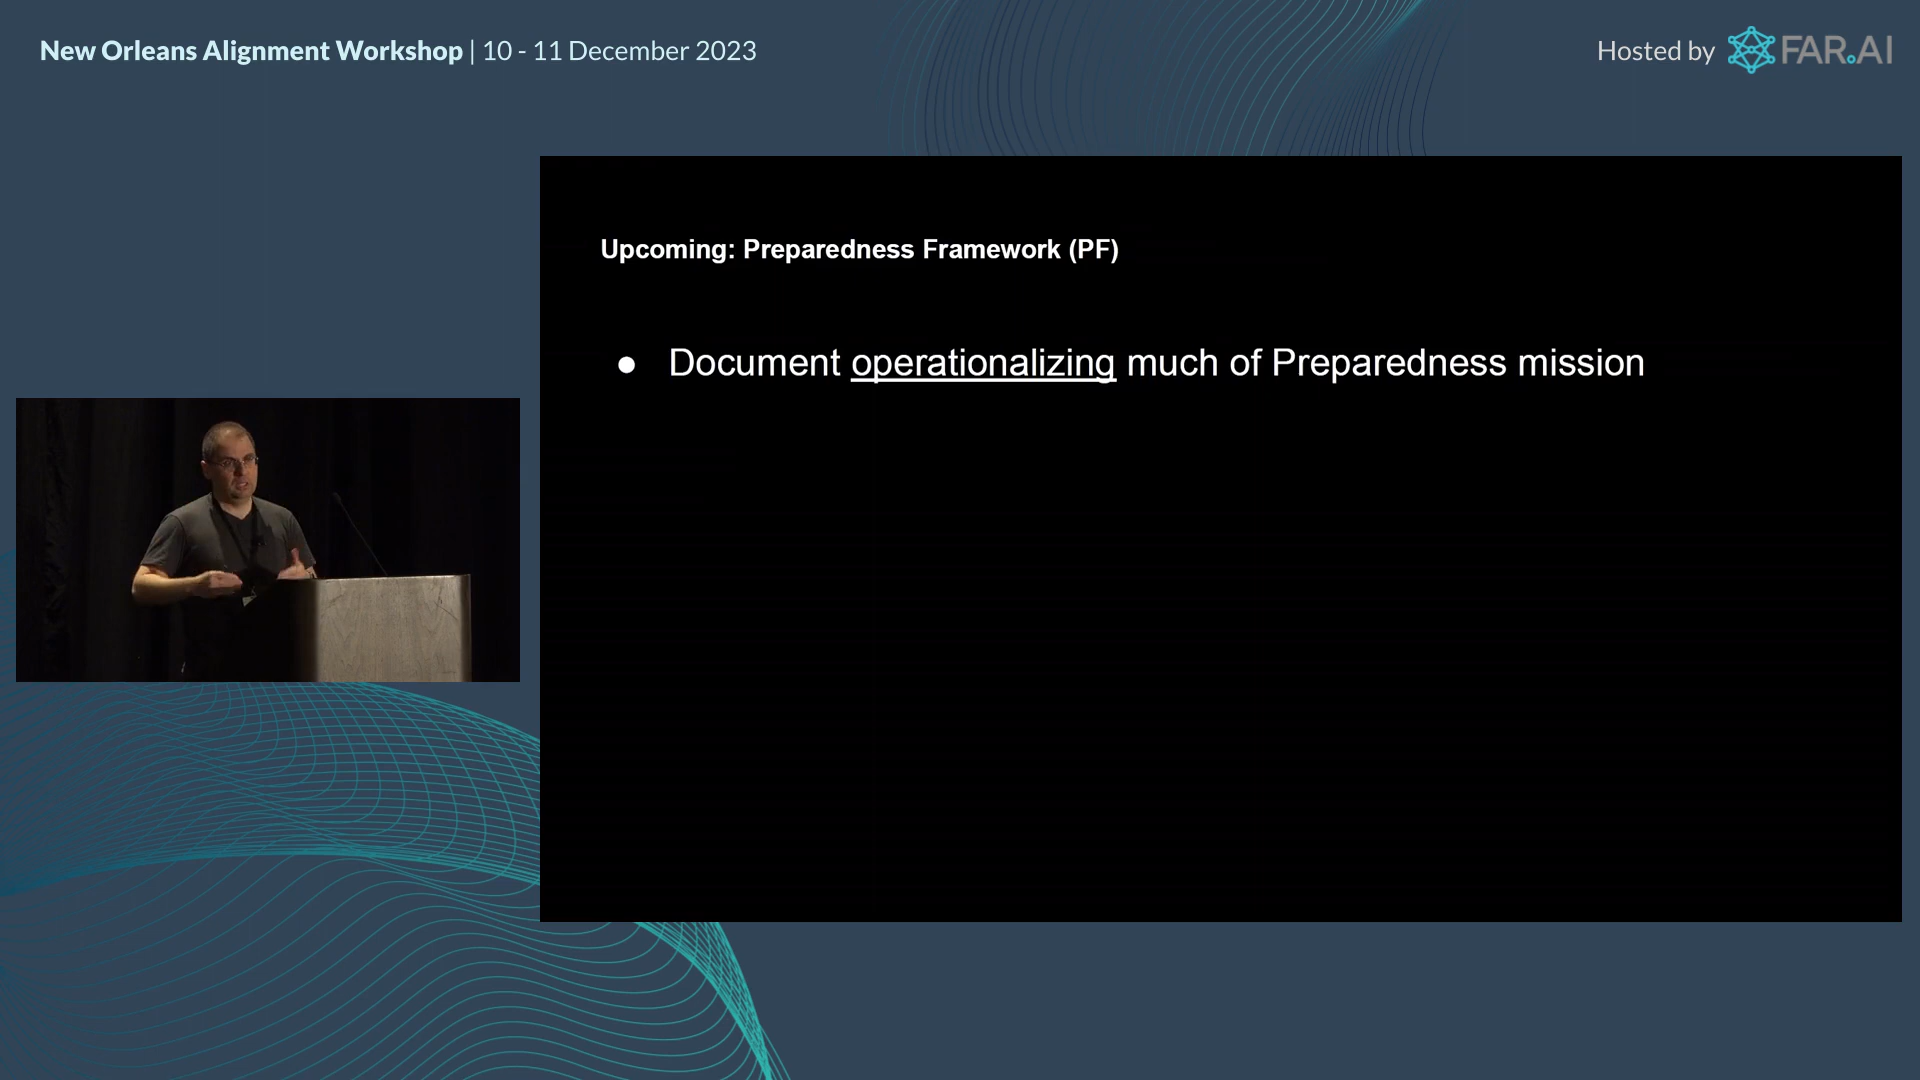 New Orleans Alignment Workshop | 10 - 11 December 2023
Hosted by FAR.AI
Upcoming: Preparedness Framework (PF)
● Document operationalizing much of Preparedness mission